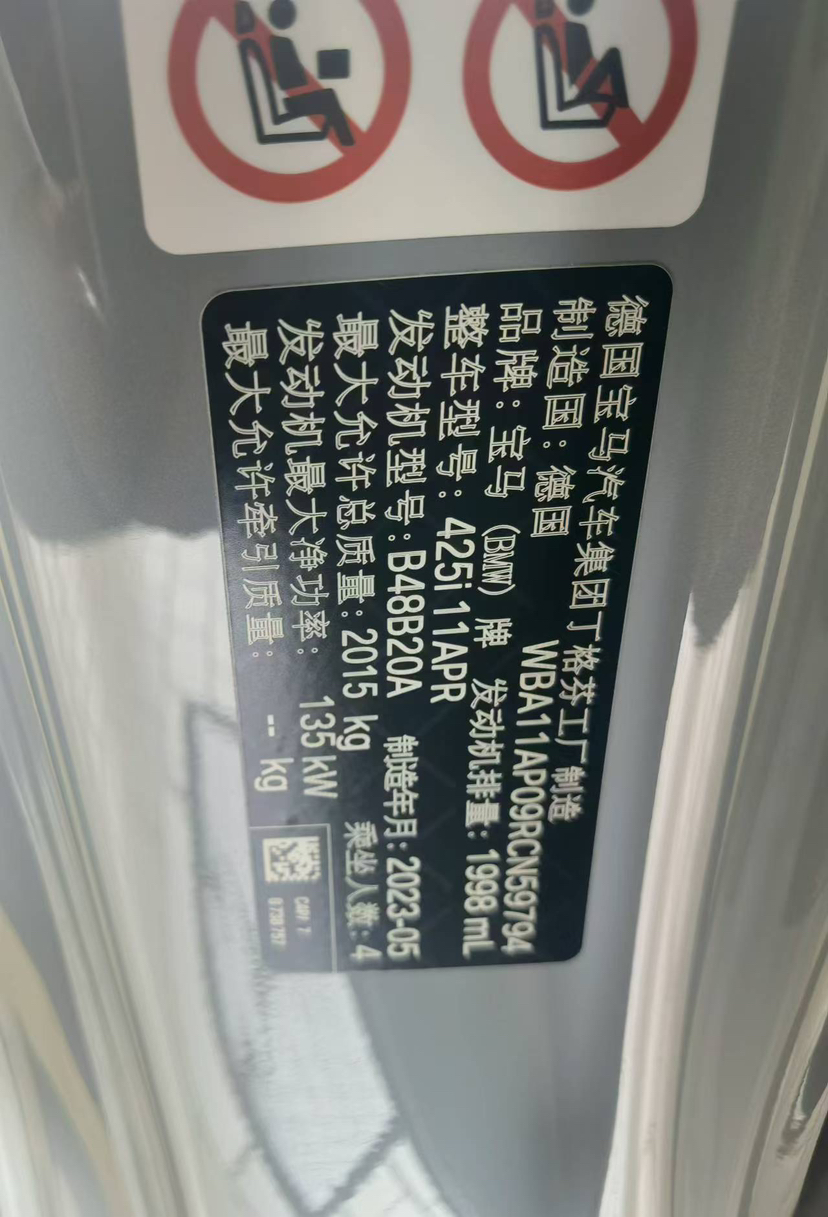 德国宝马汽车集团丁格芬工厂 制造
制造国：德国 WBA11AP09RCN59794
品牌：宝马 (BMW) 牌 发动机排量：1998 mL
整车型号：425i 11APR
发动机型号：B48B20A 制造年月：2023-05
最大允许总质量：2015 kg 乘坐人数：4
发动机最大净功率：135 kW
最大允许牵引质量： -- kg